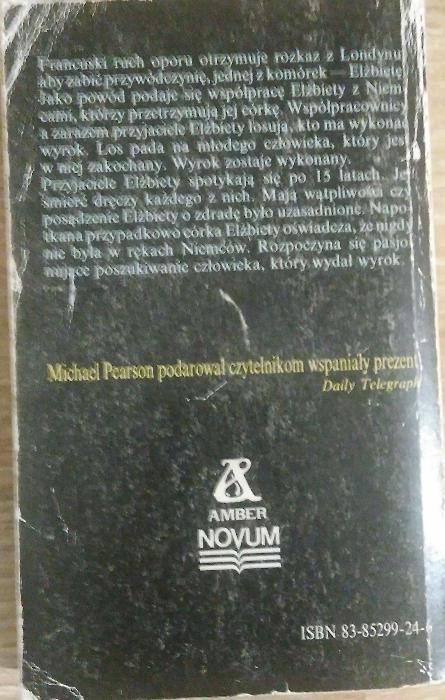 Francuski ruch oporu otrzymuje rozkaz z Londynu
aby zabić przywódczynię, jednej z komórek — Elżbietę
Jako powód podaje się współpracę Elżbiety z Niem
cami, którzy przetrzymują jej córkę. Współpracownicy
a zarazem przyjaciele Elżbiety losują, kto ma wykonać
wyrok. Los pada na młodego człowieka, który jes
w niej zakochany. Wyrok zostaje wykonany.
Przyjaciele Elżbiety spotykają się po 15 latach. Je
śmierć dręczy każdego z nich. Mają wątpliwości czy
posądzenie Elżbiety o zdradę było uzasadnione. Napo
tkana przypadkowo córka Elżbiety oświadcza, że nigdy
nie była w rękach Niemców. Rozpoczyna się pasjo
nujące poszukiwanie człowieka, który wydał wyrok.
Michael Pearson podarował czytelnikom wspaniały prezent
Daily Telegraph
AMBER
NOVUM
ISBN 83-85299-24-